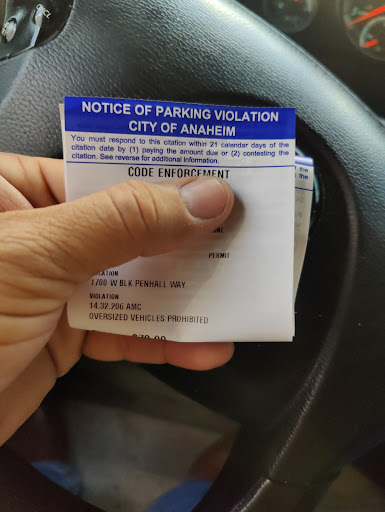 NOTICE OF PARKING VIOLATION
CITY OF ANAHEIM
You must respond to this citation within 21 calendar days of the
citation date by (1) paying the amount due or (2) contesting the
citation. See reverse for additional information.
CODE ENFORCEMENT
PERMIT
1700 W BLK PENHALL WAY
VIOLATION
14.32.206 AMC
OVERSIZED VEHICLES PROHIBITED